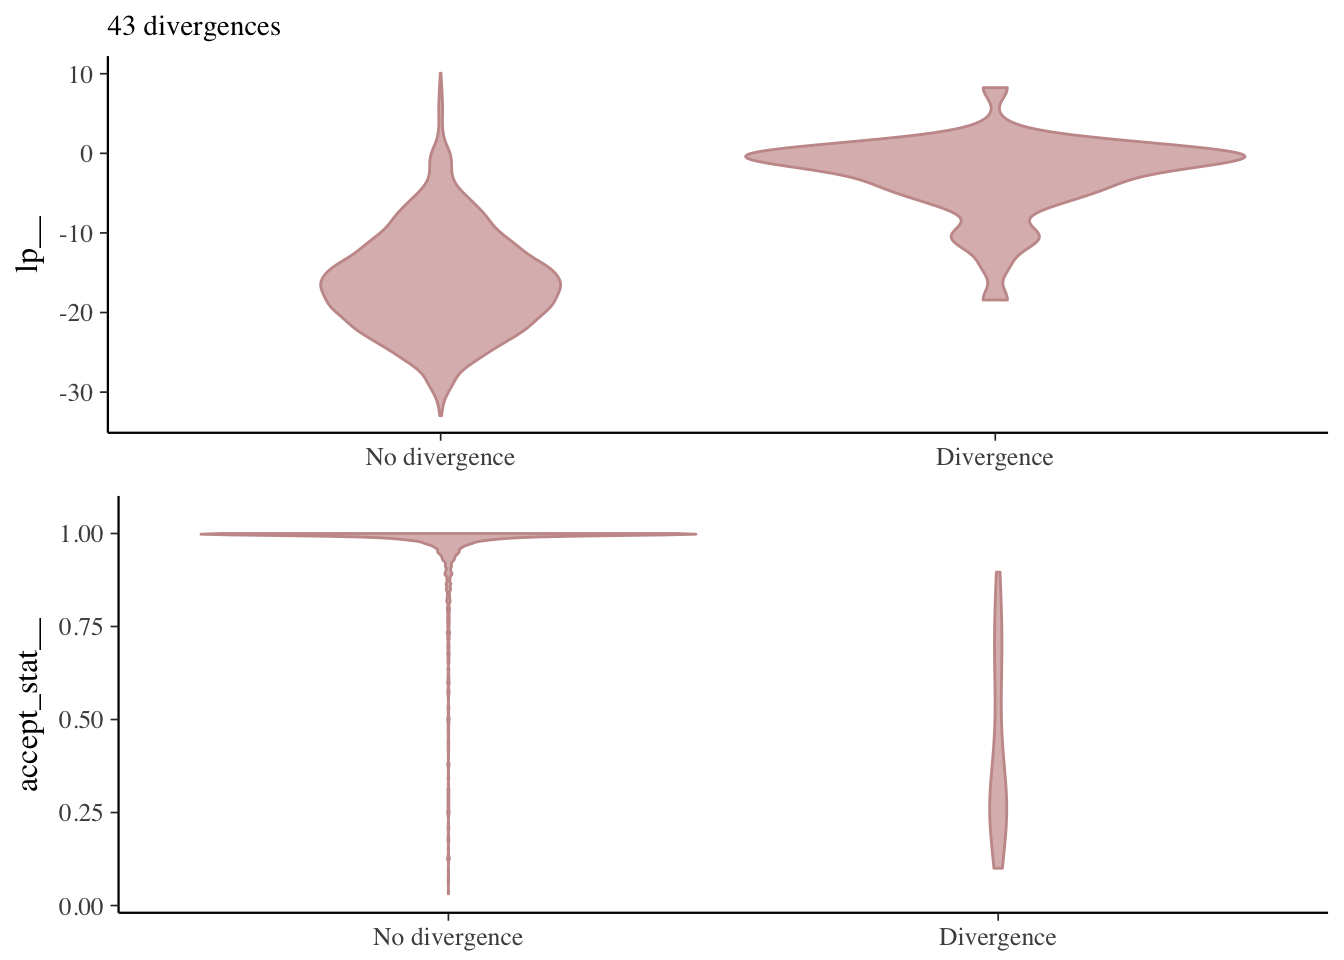 43 divergences
lp__
10
0
-10
-20
-30
No divergence Divergence
accept_stat__
1.00
0.75
0.50
0.25
0.00
No divergence Divergence